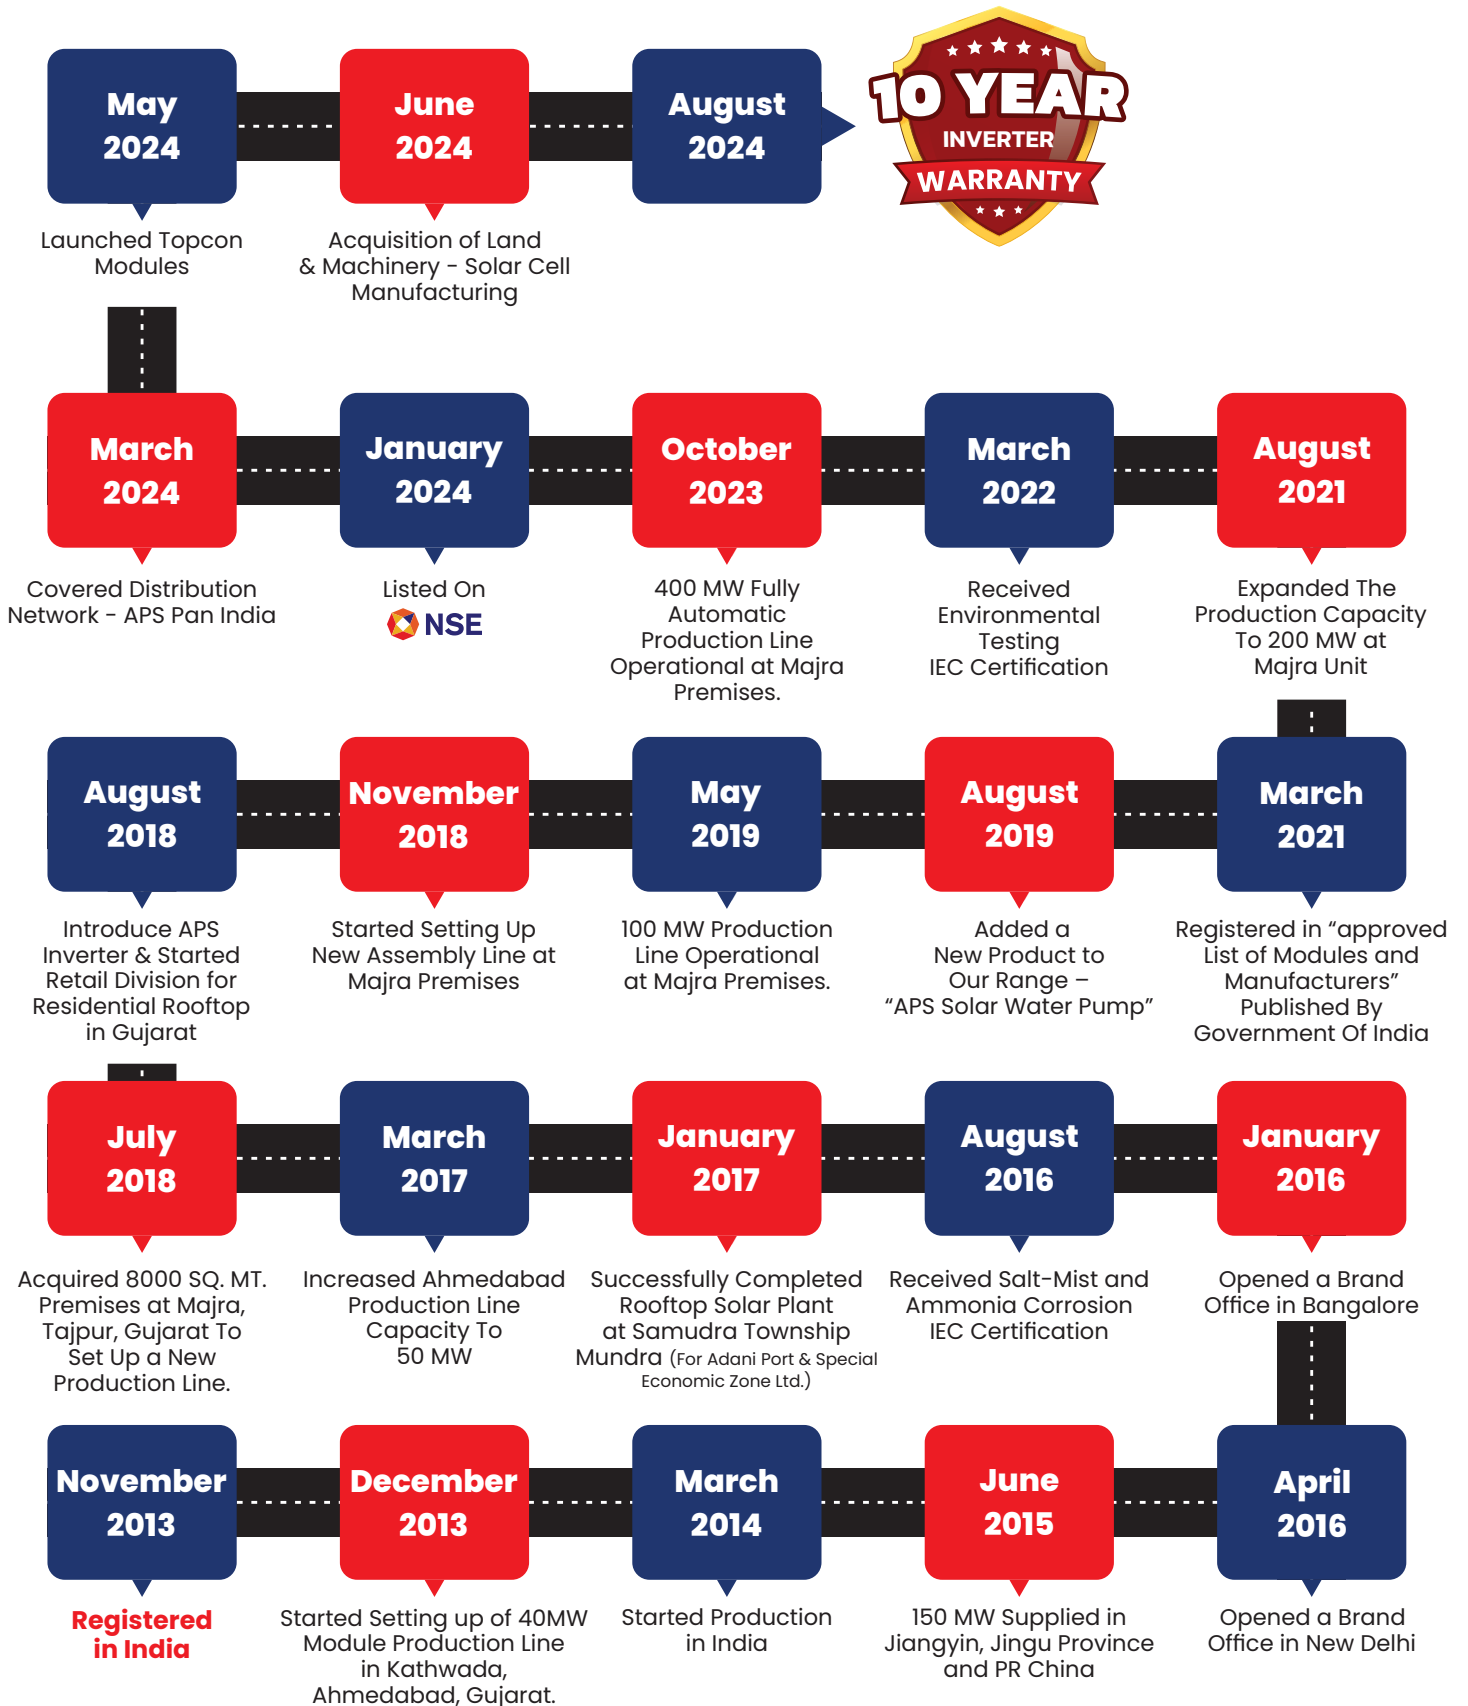 May
2024
Launched Topcon
Modules
June
2024
Acquisition of Land
& Machinery - Solar Cell
Manufacturing
August
2024
10 YEAR
INVERTER
WARRANTY
March
2024
Covered Distribution
Network - APS Pan India
January
2024
Listed On
NSE
October
2023
400 MW Fully
Automatic
Production Line
Operational at Majra
Premises.
March
2022
Received
Environmental
Testing
IEC Certification
August
2021
Expanded The
Production Capacity
To 200 MW at
Majra Unit
August
2018
Introduce APS
Inverter & Started
Retail Division for
Residential Rooftop
in Gujarat
November
2018
Started Setting Up
New Assembly Line at
Majra Premises
May
2019
100 MW Production
Line Operational
at Majra Premises.
August
2019
Added a
New Product to
Our Range –
“APS Solar Water Pump”
March
2021
Registered in “approved
List of Modules and
Manufacturers”
Published By
Government Of India
July
2018
Acquired 8000 SQ. MT.
Premises at Majra,
Tajpur, Gujarat To
Set Up a New
Production Line.
March
2017
Increased Ahmedabad
Production Line
Capacity To
50 MW
January
2017
Successfully Completed
Rooftop Solar Plant
at Samudra Township
Mundra (For Adani Port & Special
Economic Zone Ltd.)
August
2016
Received Salt-Mist and
Ammonia Corrosion
IEC Certification
January
2016
Opened a Brand
Office in Bangalore
November
2013
Registered
in India
December
2013
Started Setting up of 40MW
Module Production Line
in Kathwada,
Ahmedabad, Gujarat.
March
2014
Started Production
in India
June
2015
150 MW Supplied in
Jiangyin, Jingu Province
and PR China
April
2016
Opened a Brand
Office in New Delhi